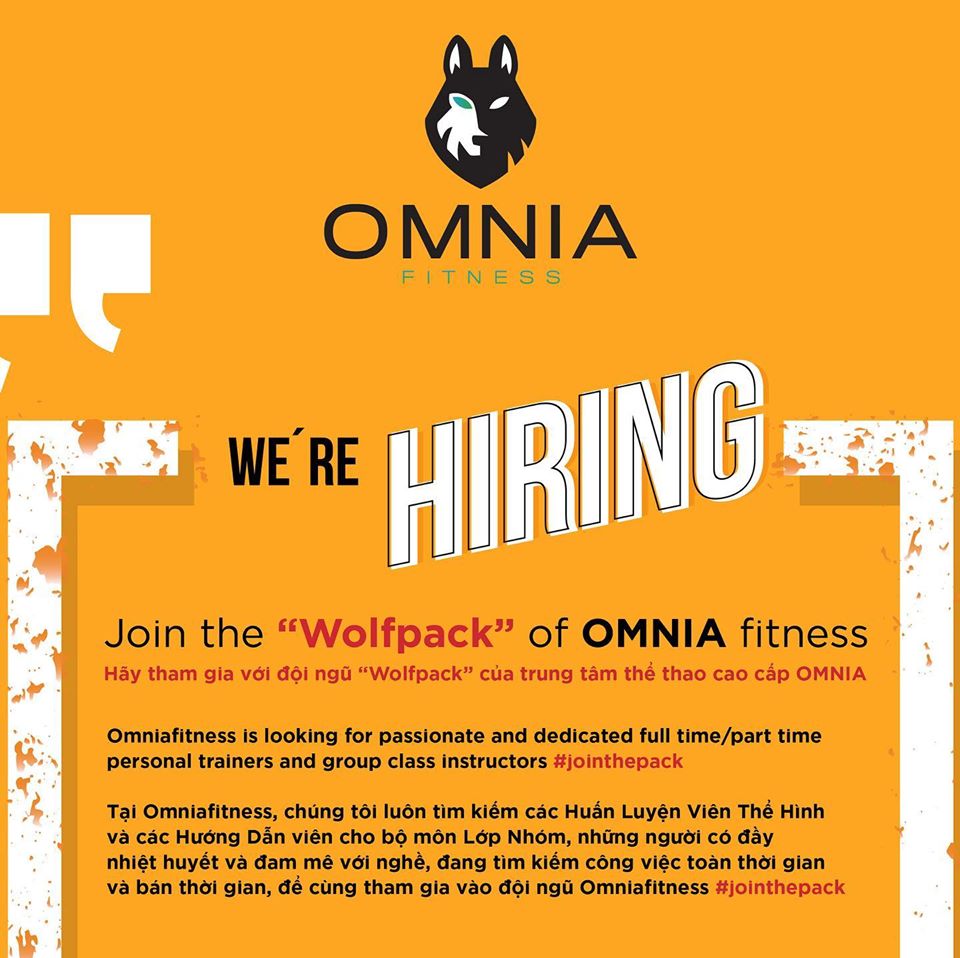 OMNIA
FITNESS
WE´RE HIRING
Join the “Wolfpack” of OMNIA fitness
Hãy tham gia với đội ngũ “Wolfpack” của trung tâm thể thao cao cấp OMNIA
Omniafitness is looking for passionate and dedicated full time/part time
personal trainers and group class instructors #jointhepack
Tại Omniafitness, chúng tôi luôn tìm kiếm các Huấn Luyện Viên Thể Hình
và các Hướng Dẫn viên cho bộ môn Lớp Nhóm, những người có đầy
nhiệt huyết và đam mê với nghề, đang tìm kiếm công việc toàn thời gian
và bán thời gian, để cùng tham gia vào đội ngũ Omniafitness #jointhepack